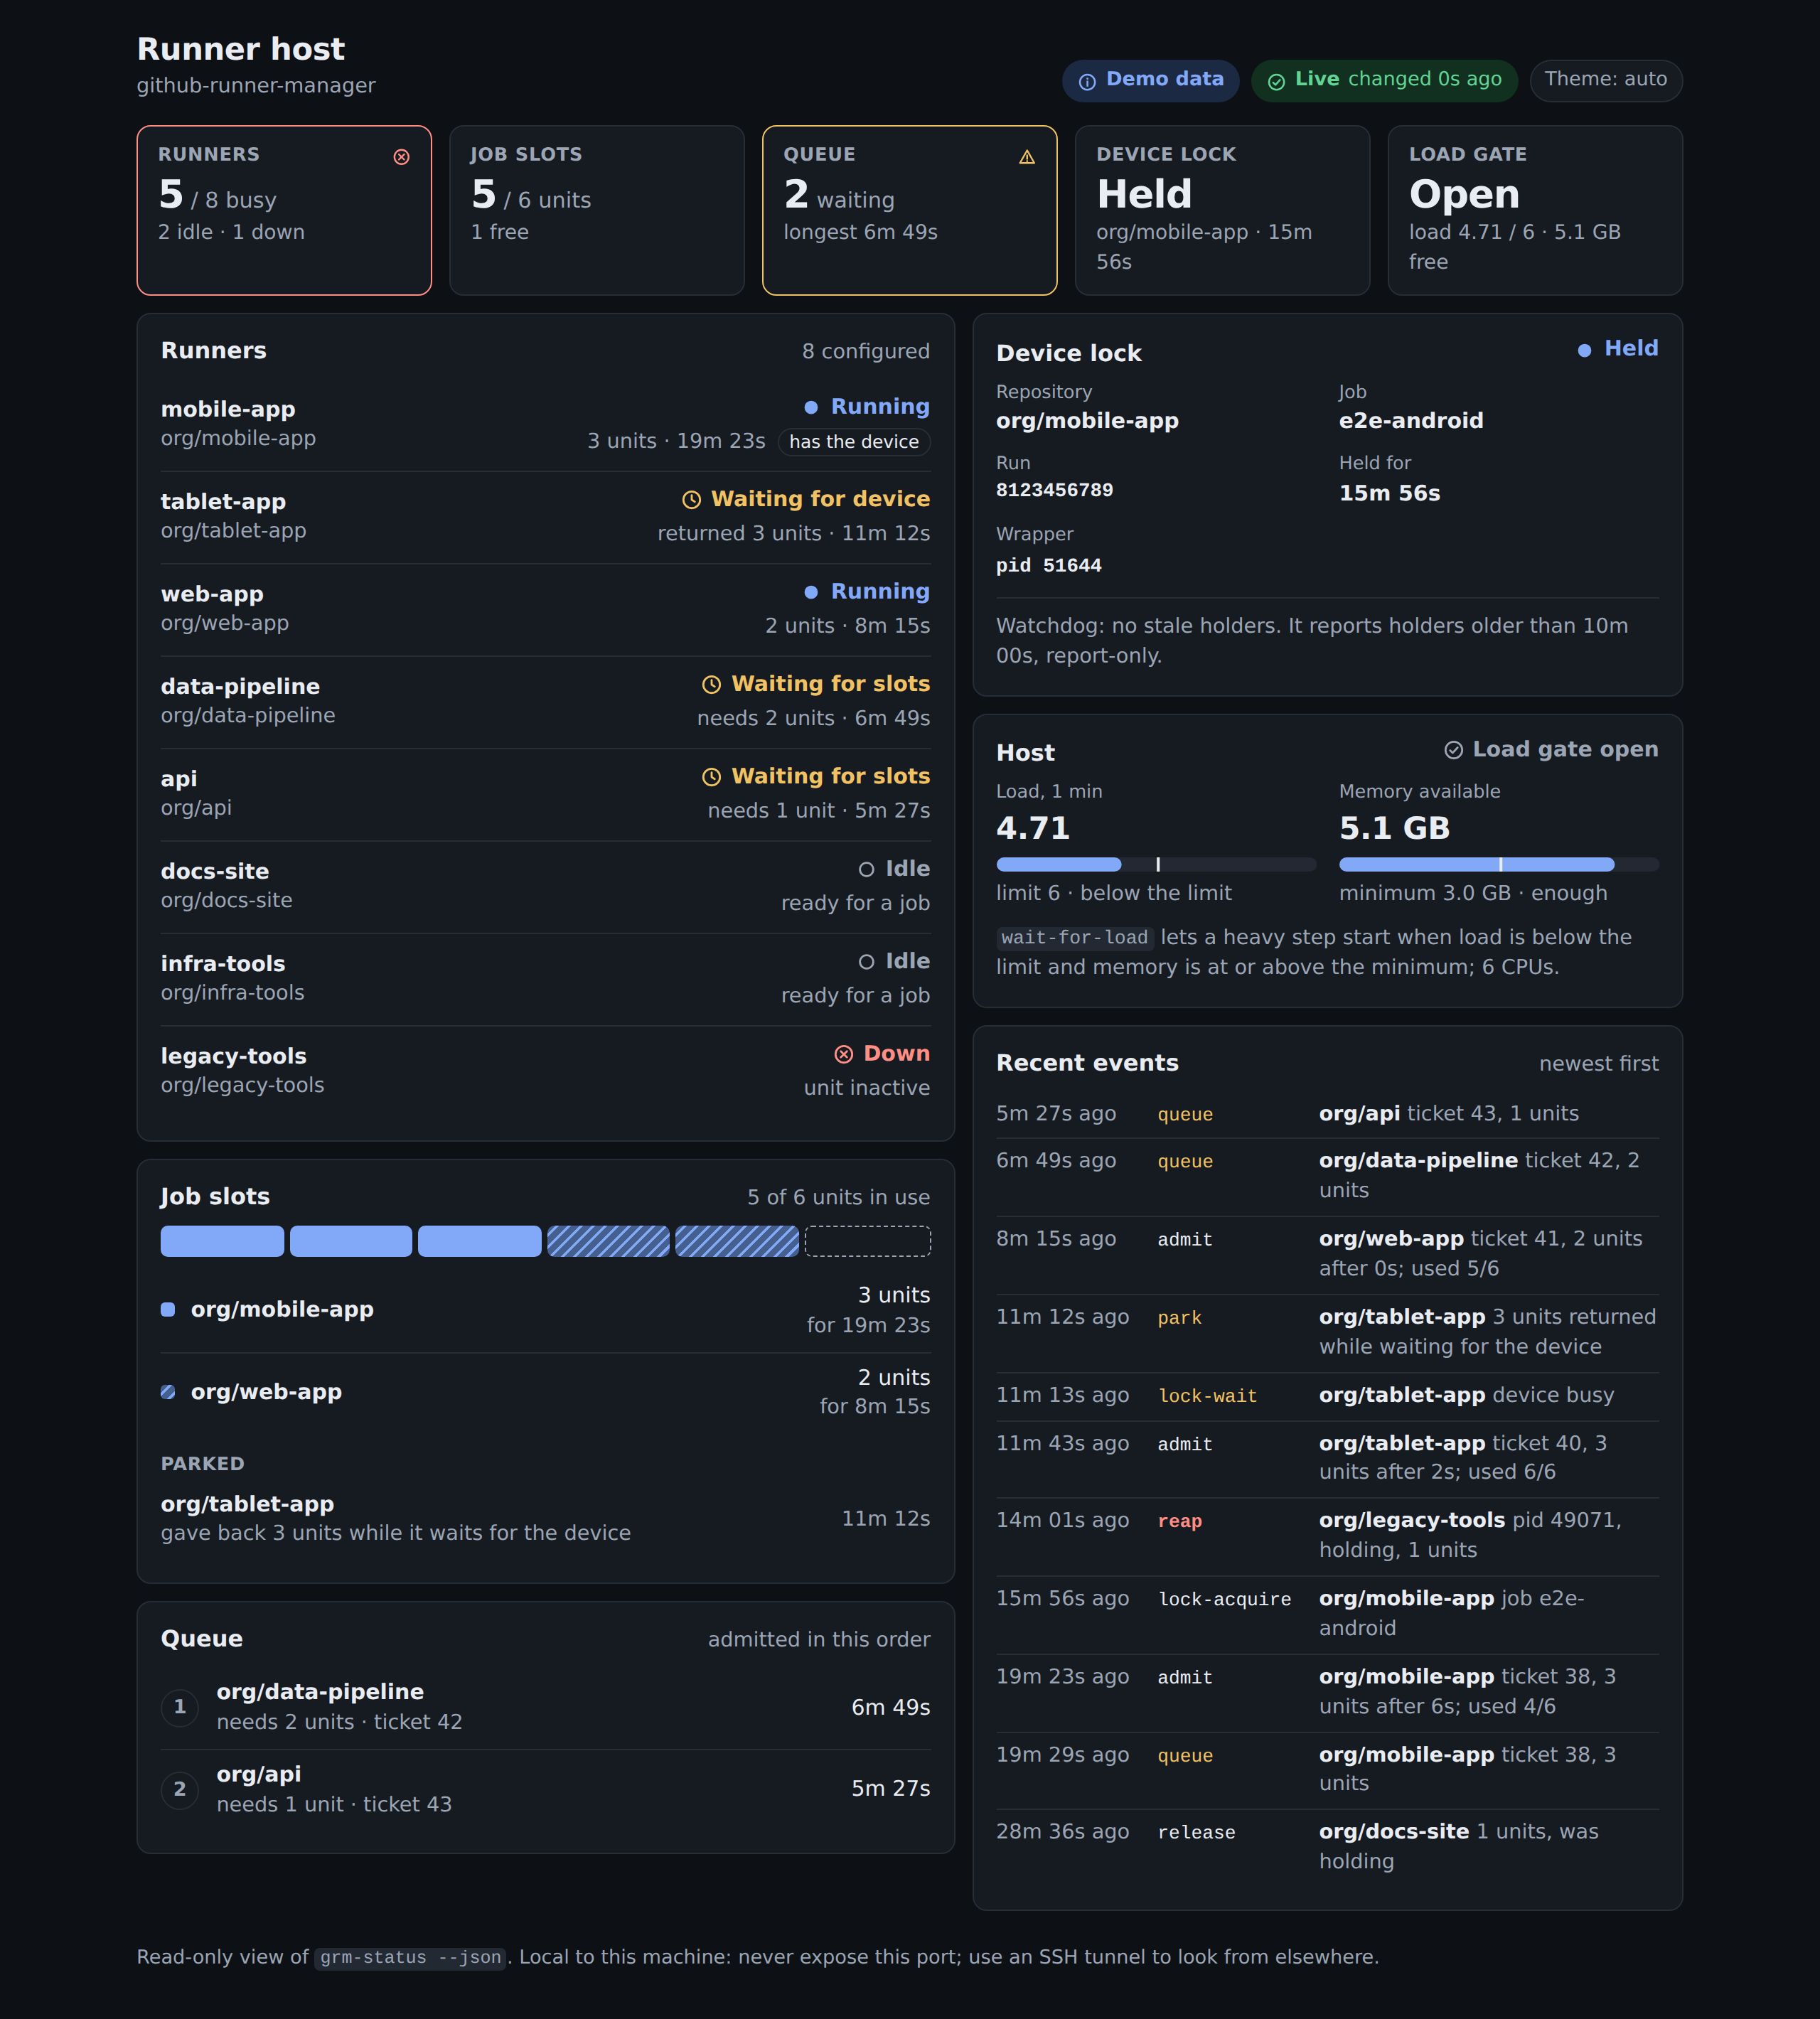 Runner host
github-runner-manager
Demo data
Live changed 0s ago
Theme: auto
RUNNERS
5 / 8 busy
2 idle · 1 down
JOB SLOTS
5 / 6 units
1 free
QUEUE
2 waiting
longest 6m 49s
DEVICE LOCK
Held
org/mobile-app · 15m
56s
LOAD GATE
Open
load 4.71 / 6 · 5.1 GB
free
Runners
8 configured
mobile-app
Running
org/mobile-app
3 units · 19m 23s has the device
tablet-app
Waiting for device
org/tablet-app
returned 3 units · 11m 12s
web-app
Running
org/web-app
2 units · 8m 15s
data-pipeline
Waiting for slots
org/data-pipeline
needs 2 units · 6m 49s
api
Waiting for slots
org/api
needs 1 unit · 5m 27s
docs-site
Idle
org/docs-site
ready for a job
infra-tools
Idle
org/infra-tools
ready for a job
legacy-tools
Down
org/legacy-tools
unit inactive
Job slots
5 of 6 units in use
org/mobile-app
3 units
for 19m 23s
org/web-app
2 units
for 8m 15s
PARKED
org/tablet-app
gave back 3 units while it waits for the device
11m 12s
Queue
admitted in this order
1
org/data-pipeline
needs 2 units · ticket 42
6m 49s
2
org/api
needs 1 unit · ticket 43
5m 27s
Device lock
Held
Repository
org/mobile-app
Job
e2e-android
Run
8123456789
Held for
15m 56s
Wrapper
pid 51644
Watchdog: no stale holders. It reports holders older than 10m
00s, report-only.
Host
Load gate open
Load, 1 min
4.71
limit 6 · below the limit
Memory available
5.1 GB
minimum 3.0 GB · enough
wait-for-load lets a heavy step start when load is below the
limit and memory is at or above the minimum; 6 CPUs.
Recent events
newest first
5m 27s ago queue org/api ticket 43, 1 units
6m 49s ago queue org/data-pipeline ticket 42, 2
units
8m 15s ago admit org/web-app ticket 41, 2 units
after 0s; used 5/6
11m 12s ago park org/tablet-app 3 units returned
while waiting for the device
11m 13s ago lock-wait org/tablet-app device busy
11m 43s ago admit org/tablet-app ticket 40, 3
units after 2s; used 6/6
14m 01s ago reap org/legacy-tools pid 49071,
holding, 1 units
15m 56s ago lock-acquire org/mobile-app job e2e-
android
19m 23s ago admit org/mobile-app ticket 38, 3
units after 6s; used 4/6
19m 29s ago queue org/mobile-app ticket 38, 3
units
28m 36s ago release org/docs-site 1 units, was
holding
Read-only view of grm-status --json. Local to this machine: never expose this port; use an SSH tunnel to look from elsewhere.